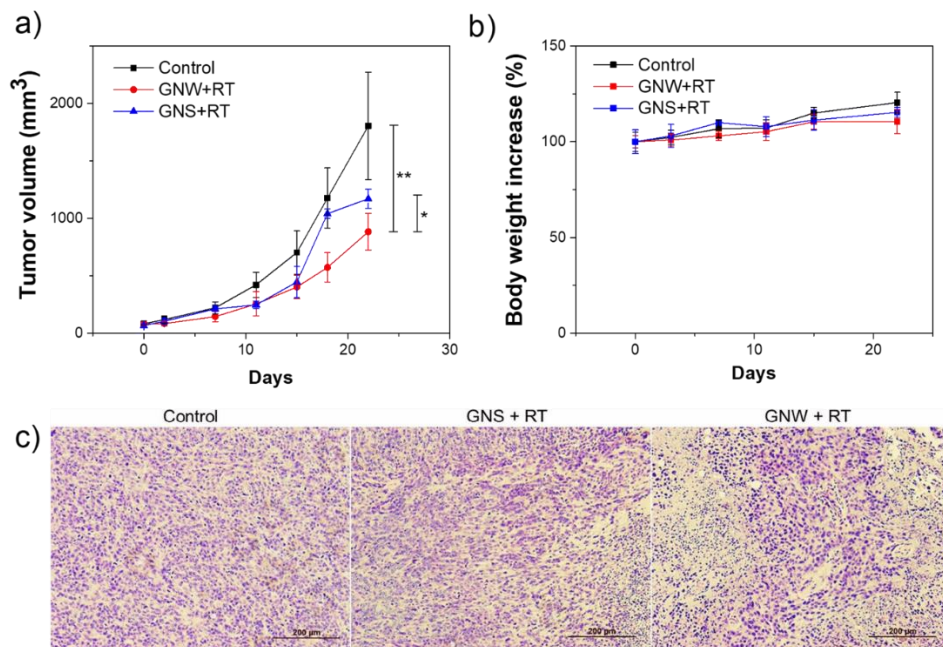 a)
Tumor volume (mm³)
2000
1000
0
Control
GNW+RT
GNS+RT
**
*
0
10
20
30
Days
b)
Body weight increase (%)
150
100
50
0
Control
GNW+RT
GNS+RT
0
10
20
Days
c)
Control
GNS + RT
GNW + RT
200 µm
200 µm
200 µm